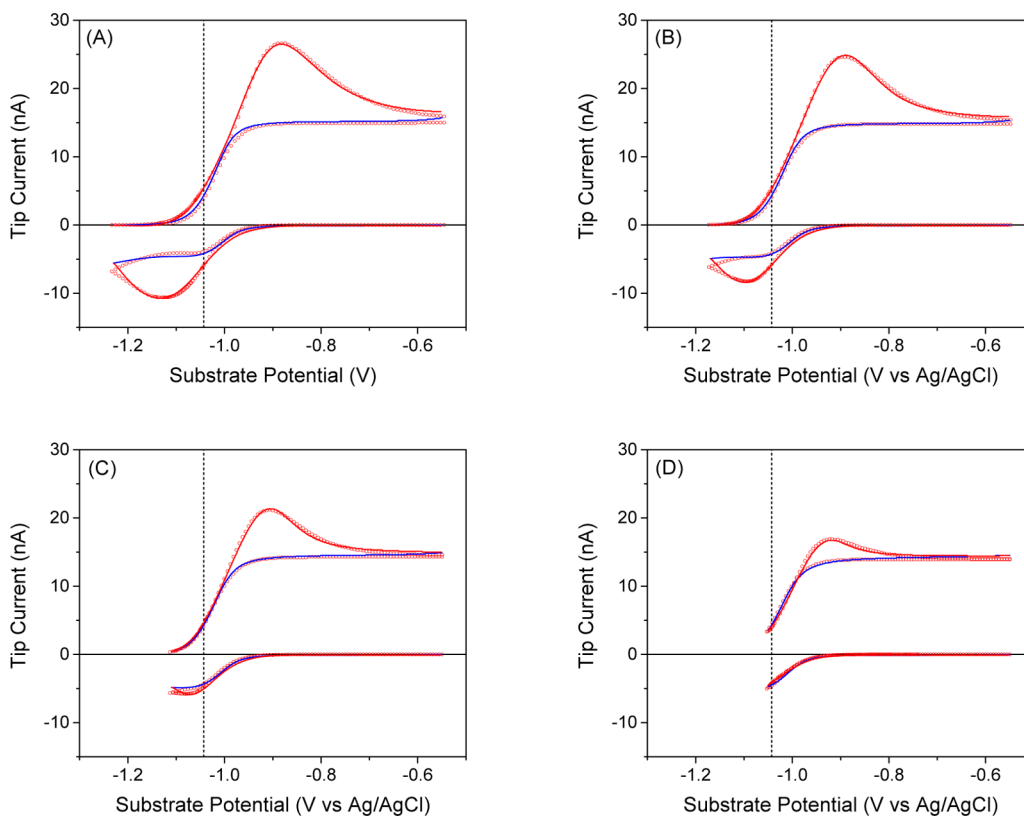 (A)
30
20
10
0
-10
Tip Current (nA)
-1.2 -1.0 -0.8 -0.6
Substrate Potential (V)
(B)
30
20
10
0
-10
Tip Current (nA)
-1.2 -1.0 -0.8 -0.6
Substrate Potential (V vs Ag/AgCl)
(C)
30
20
10
0
-10
Tip Current (nA)
-1.2 -1.0 -0.8 -0.6
Substrate Potential (V vs Ag/AgCl)
(D)
30
20
10
0
-10
Tip Current (nA)
-1.2 -1.0 -0.8 -0.6
Substrate Potential (V vs Ag/AgCl)